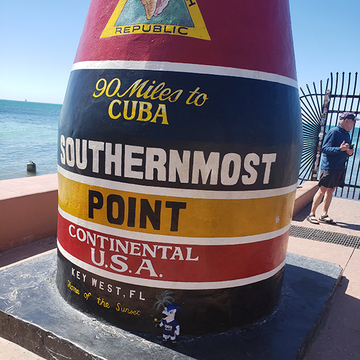 REPUBLIC
90 Miles to
CUBA
SOUTHERNMOST
POINT
CONTINENTAL
U.S.A.
KEY WEST, FL
Home of the Sunset